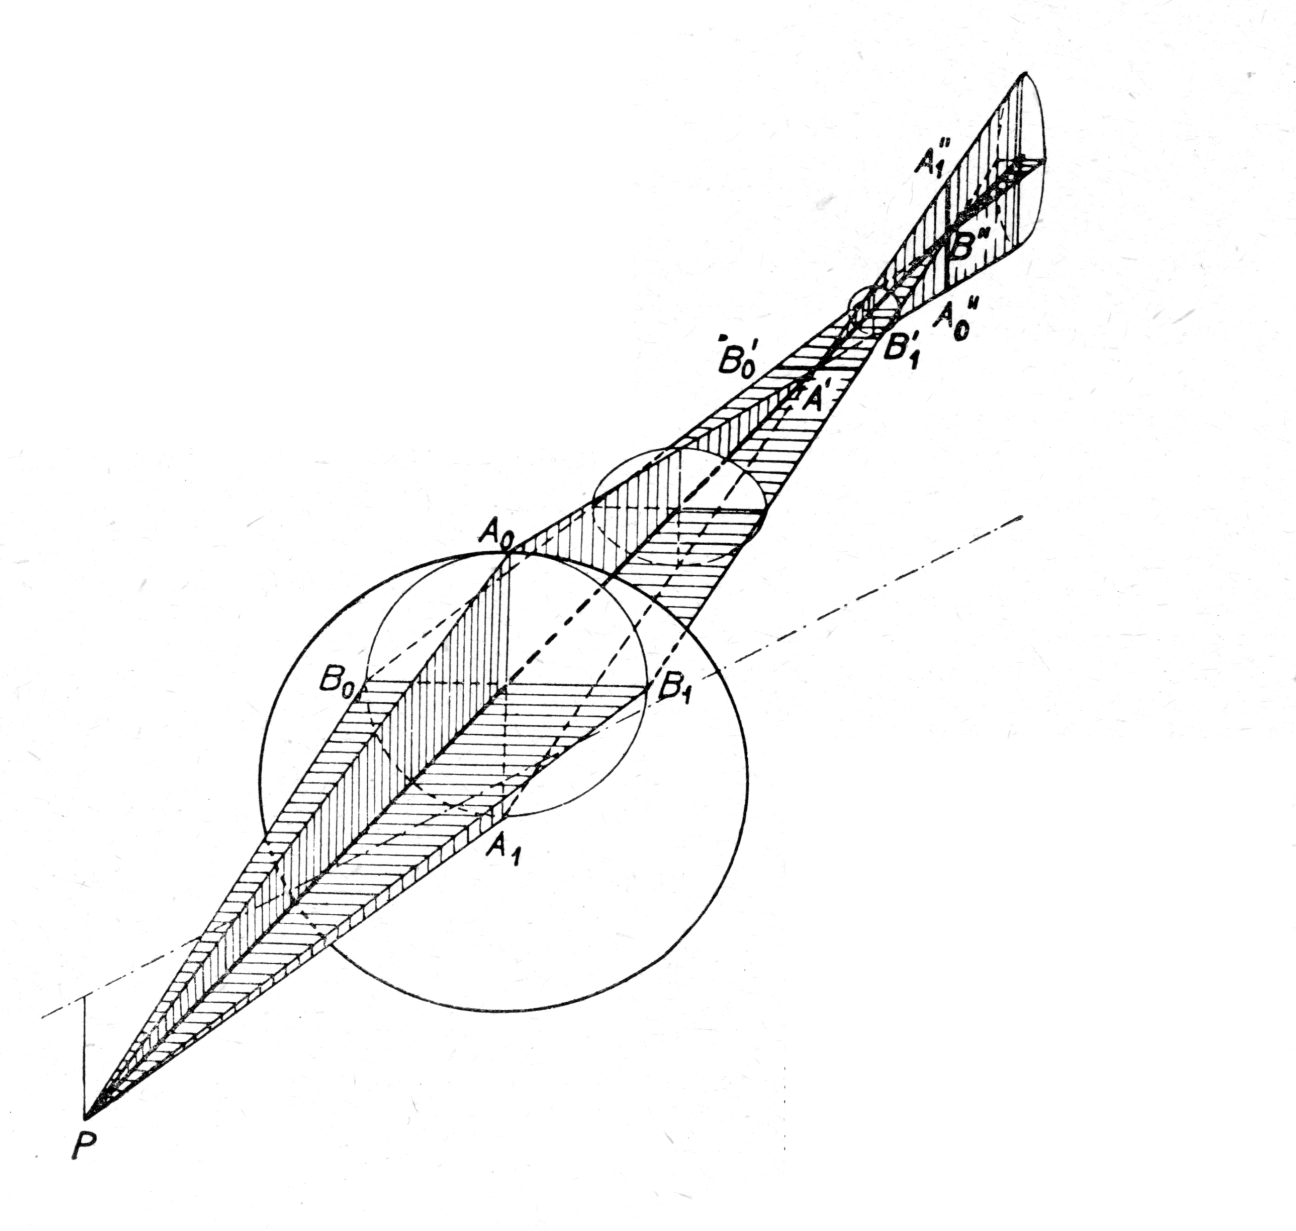 A₁"
B"
A₀"
B₁'
B₀'
A'
A₀
B₀
B₁
A₁
P